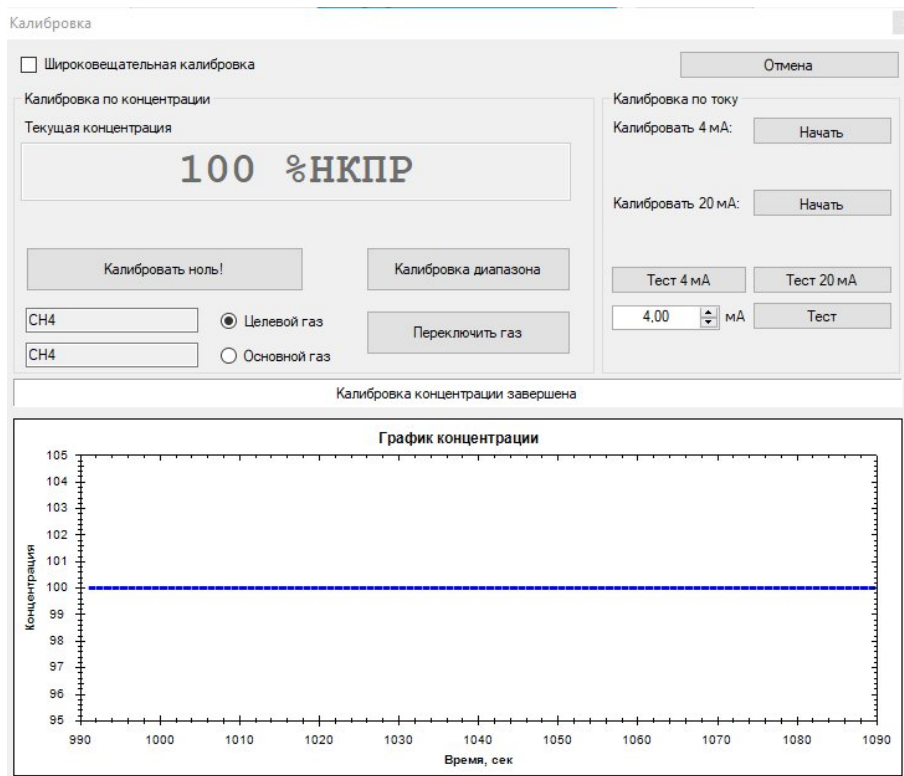 Калибровка
Широковещательная калибровка
Отмена
Калибровка по концентрации
Текущая концентрация
100 %НКПР
Калибровать ноль!
Калибровка диапазона
CH4
Целевой газ
CH4
Основной газ
Переключить газ
Калибровка по току
Калибровать 4 мА:
Начать
Калибровать 20 мА:
Начать
Тест 4 мА
Тест 20 мА
4,00
мА
Тест
Калибровка концентрации завершена
График концентрации
Концентрация
105
104
103
102
101
100
99
98
97
96
95
990 1000 1010 1020 1030 1040 1050 1060 1070 1080 1090
Время, сек